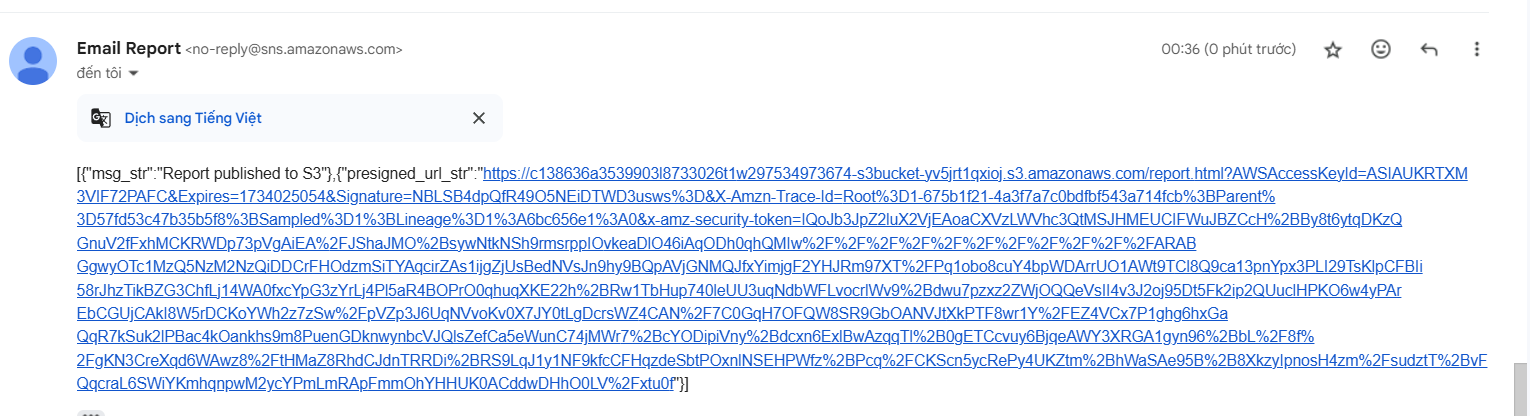 Email Report <no-reply@sns.amazonaws.com>
00:36 (0 phút trước)
đến tôi
Dịch sang Tiếng Việt
[{"msg_str":"Report published to S3"},{"presigned_url_str":"https://c138636a3539903l8733026t1w297534973674-s3bucket-yv5jrt1qxioj.s3.amazonaws.com/report.html?AWSAccessKeyId=ASIAUKRTXM
3VIF72PAFC&Expires=1734025054&Signature=NBLSB4dpQfR49O5NEiDTWD3usws%3D&X-Amzn-Trace-Id=Root%3D1-675b1f21-4a3f7a7c0bdfbf543a714fcb%3BParent%
3D57fd53c47b35b5f8%3BSampled%3D1%3BLineage%3D1%3A6bc656e1%3A0&x-amz-security-token=IQoJb3JpZ2luX2VjEAoaCXVzLWVhc3QtMSJHMEUCIFWuJBZCcH%2BBy8t6ytqDKzQ
GnuV2fFxhMCKRWDp73pVgAiEA%2FJShaJMO%2BsywNtkNSh9rmsrppIOvkeaDIO46iAqODh0qhQMIw%2F%2F%2F%2F%2F%2F%2F%2F%2F%2FARAB
GgwyOTc1MzQ5NzM2NzQiDDCrFHOdzmSiTYAqcirZAs1ijgZjUsBedNVsJn9hy9BQpAVjGNMQJfxYimjgF2YHJRm97XT%2FPq1obo8cuY4bpWDArrUO1AWt9TCl8Q9ca13pnYpx3PLI29TsKlpCFBIi
58rJhzTikBZG3ChfLj14WA0fxcYpG3zYrLj4Pl5aR4BOPrO0qhuqXKE22h%2BRw1TbHup740leUU3uqNdbWFLvocrlWv9%2Bdwu7pzxz2ZWjOQQeVsIl4v3J2oj95Dt5Fk2ip2QUuclHPKO6w4yPAr
EbCGUjCAkl8W5rDCKoYWh2z7zSw%2FpVZp3J6UqNVvoKv0X7JY0tLgDcrsWZ4CAN%2F7C0GqH7OFQW8SR9GbOANVJtXkPTF8wr1Y%2FEZ4VCx7P1ghg6hxGa
QqR7kSuk2lPBac4kOankhs9m8PuenGDknwynbcVJQlsZefCa5eWunC74jMWr7%2BcYODipiVny%2Bdcxn6ExlBwAzqqTl%2B0gETCcvuy6BjqeAWY3XRGA1gyn96%2BbL%2F8f%
2FgKN3CreXqd6WAwz8%2FtHMaZ8RhdCJdnTRRDi%2BRS9LqJ1y1NF9kfcCFHqzdeSbtPOxnlNSEHPWfz%2BPcq%2FCKScn5ycRePy4UKZtm%2BhWaSAe95B%2B8XkzylpnosH4zm%2FsudztT%2BvF
QqcraL6SWiYKmhqnpwM2ycYPmLmRApFmmOhYHHUK0ACddwDHhO0LV%2Fxtu0f"}]